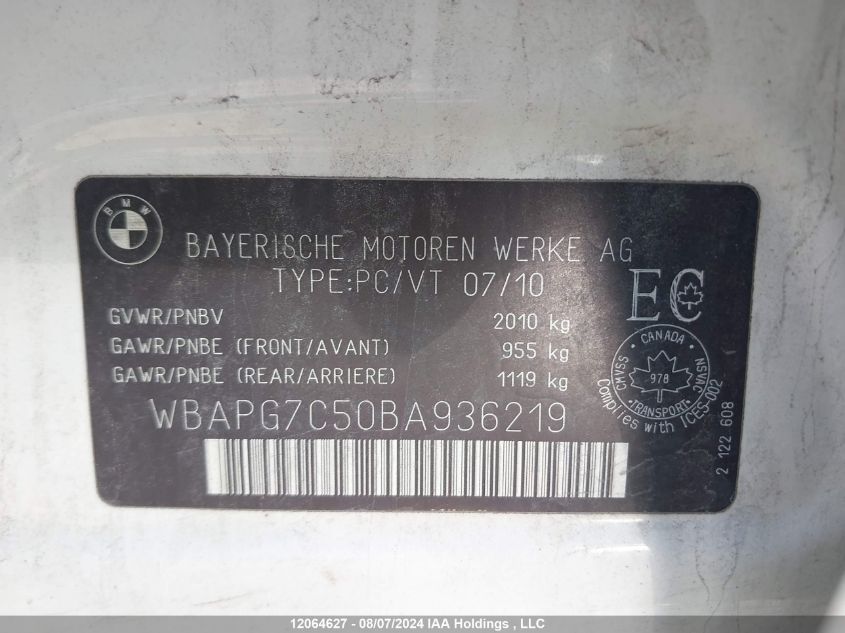 BMW
BAYERISCHE MOTOREN WERKE AG
TYPE:PC/VT 07/10
EC
GVWR/PNBV 2010 kg
GAWR/PNBE (FRONT/AVANT) 955 kg
GAWR/PNBE (REAR/ARRIERE) 1119 kg
WBAPG7C50BA936219
CANADA
CMVSS
978
NSVAC
TRANSPORT
COMPLIES WITH ICES-002
2 122 608
12064627 - 08/07/2024 IAA Holdings , LLC